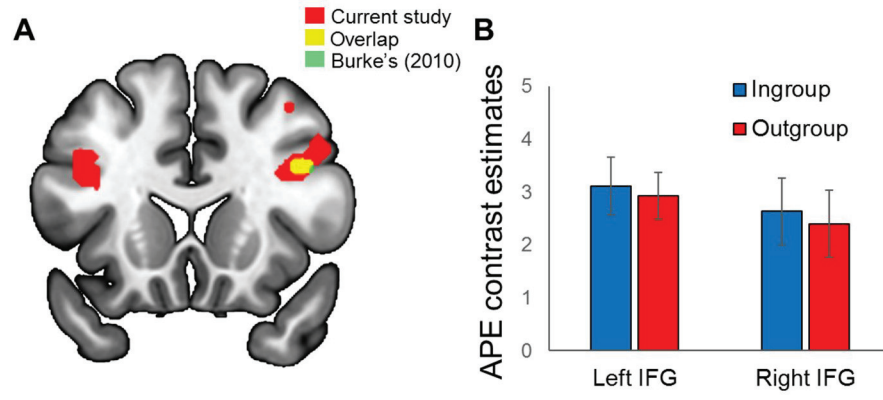 A
Current study
Overlap
Burke's (2010)
B
APE contrast estimates
5
4
3
2
1
0
Ingroup
Outgroup
Left IFG
Right IFG